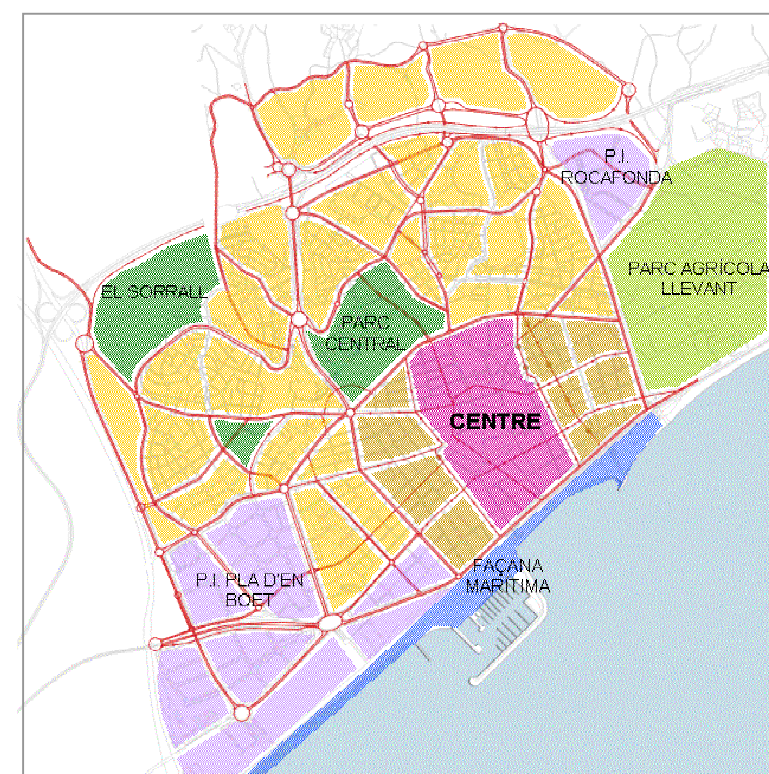 P.I.
ROCAFONDA
PARC AGRÍCOLA
LLEVANT
EL SORRALL
PARC
CENTRAL
CENTRE
FAÇANA
MARÍTIMA
P.I. PLA D'EN
BOET